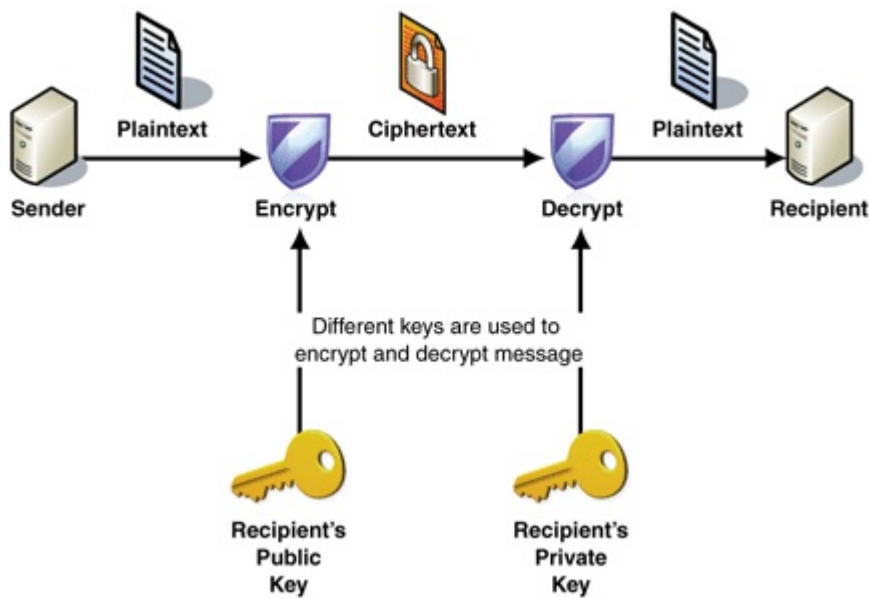 Plaintext
Ciphertext
Plaintext
Sender
Encrypt
Decrypt
Recipient
Different keys are used to
encrypt and decrypt message
Recipient's
Public
Key
Recipient's
Private
Key